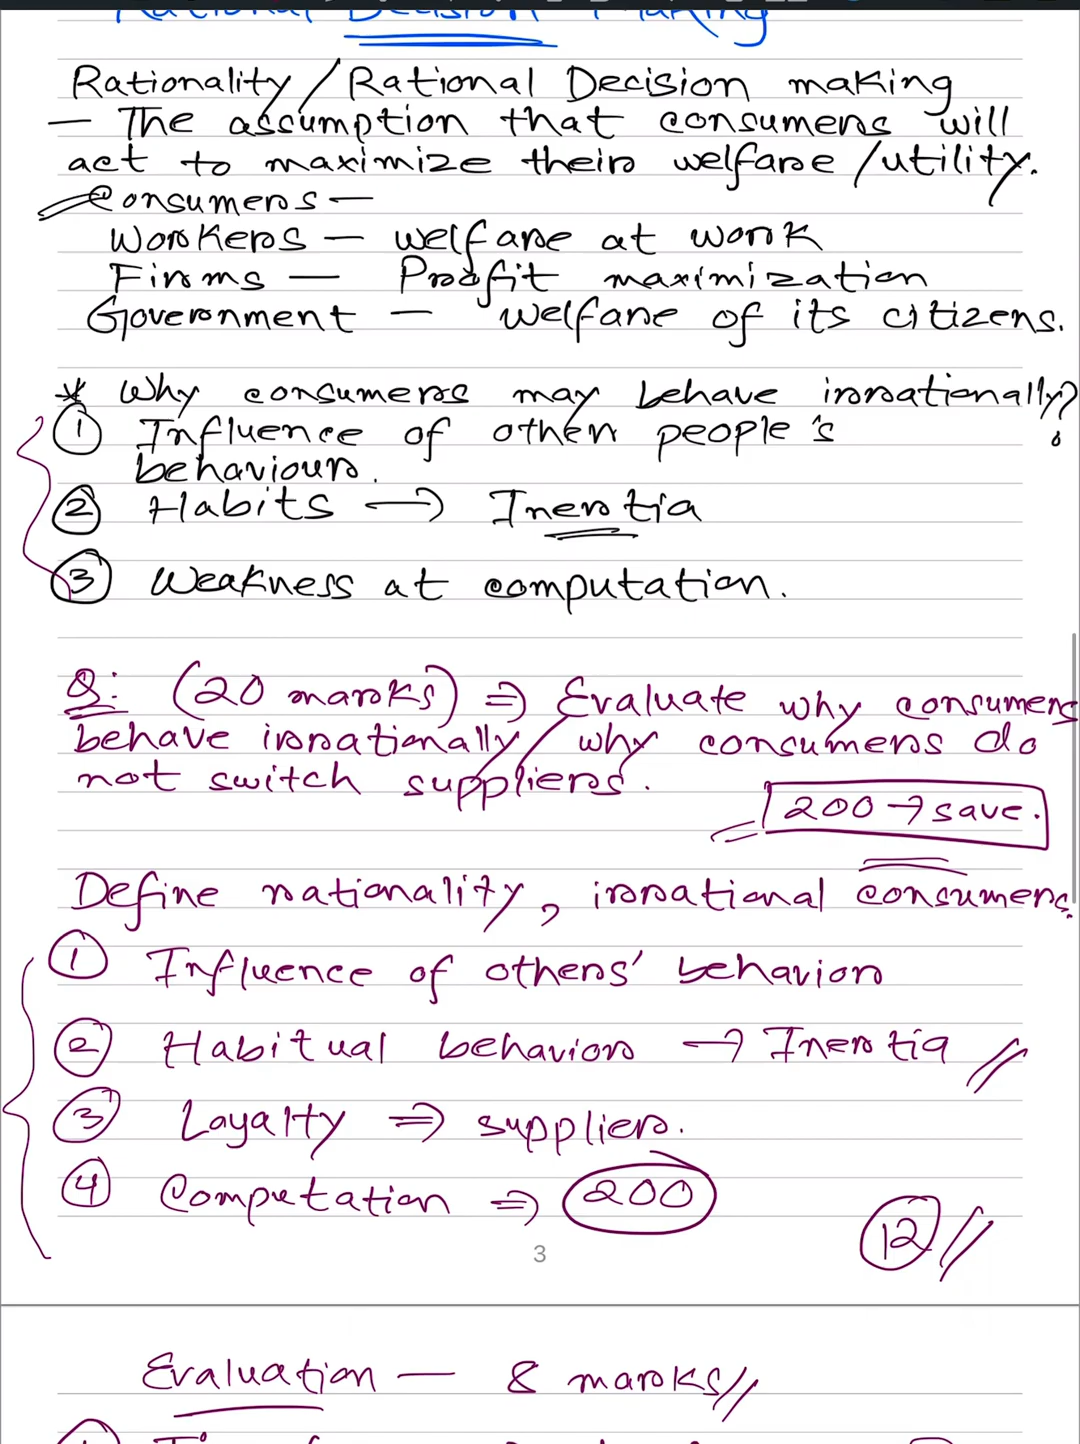 Rational Decision Making
Rationality/Rational Decision making
— The assumption that consumers will
act to maximize their welfare/utility.
Consumers —
Workers — welfare at work
Firms — Profit maximization
Government — welfare of its citizens.
* Why consumers may behave irrationally?
① Influence of other people's
behaviour.
② Habits → Inertia
③ Weakness at computation.
Q: (20 marks) ⇒ Evaluate why consumers
behave irrationally/why consumers do
not switch suppliers.
200 → save.
Define rationality, irrational consumers.
① Influence of others' behavior
② Habitual behavior → Inertia //
③ Loyalty ⇒ supplier.
④ Computation ⇒ 200
12 //
3
Evaluation — 8 marks //